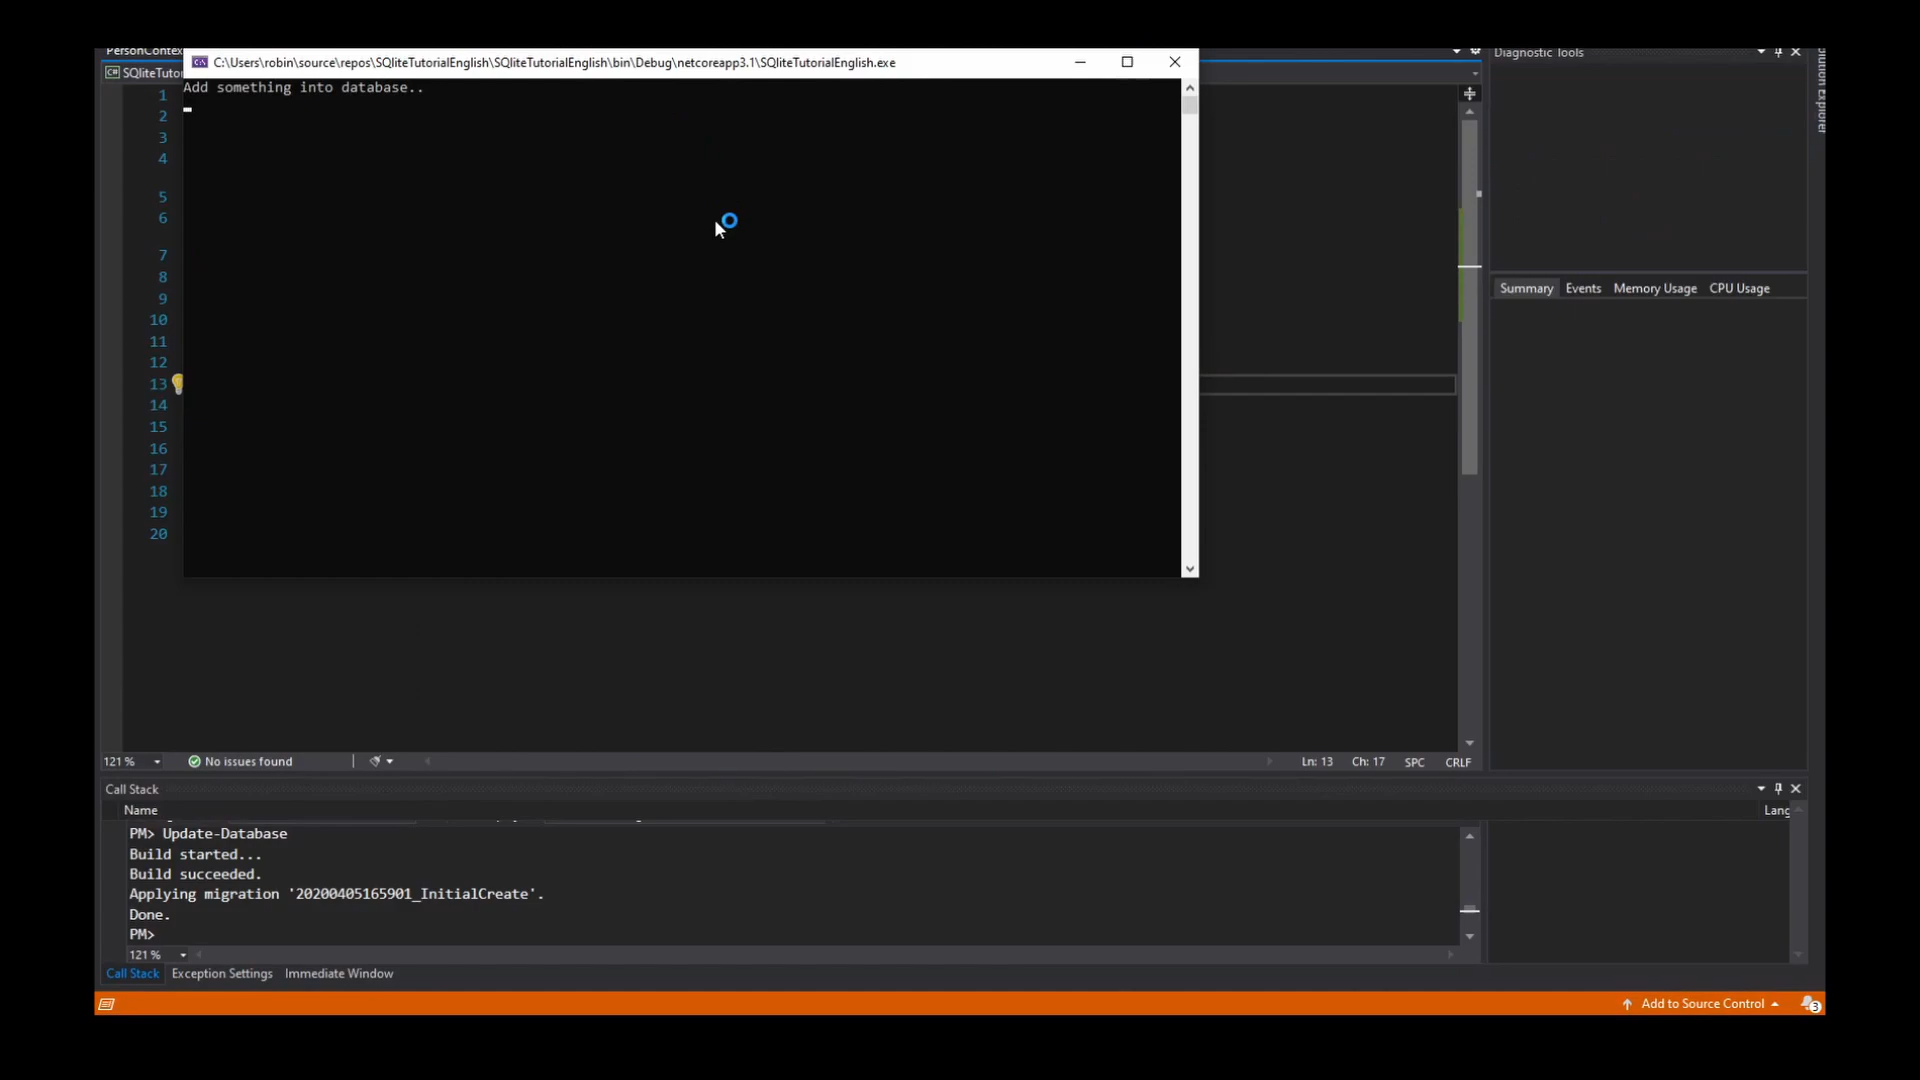 PersonContex
Diagnostic Tools
C:\Users\robin\source\repos\SQliteTutorialEnglish\SQliteTutorialEnglish\bin\Debug\netcoreapp3.1\SQliteTutorialEnglish.exe
SQliteTutor
Add something into database..
1
2
3
4
5
6
7
8
9
10
11
12
13
14
15
16
17
18
19
20
Summary Events Memory Usage CPU Usage
121 % No issues found Ln: 13 Ch: 17 SPC CRLF
Call Stack
Name Lang
PM> Update-Database
Build started...
Build succeeded.
Applying migration '20200405165901_InitialCreate'.
Done.
PM>
121 %
Call Stack Exception Settings Immediate Window
Add to Source Control 3